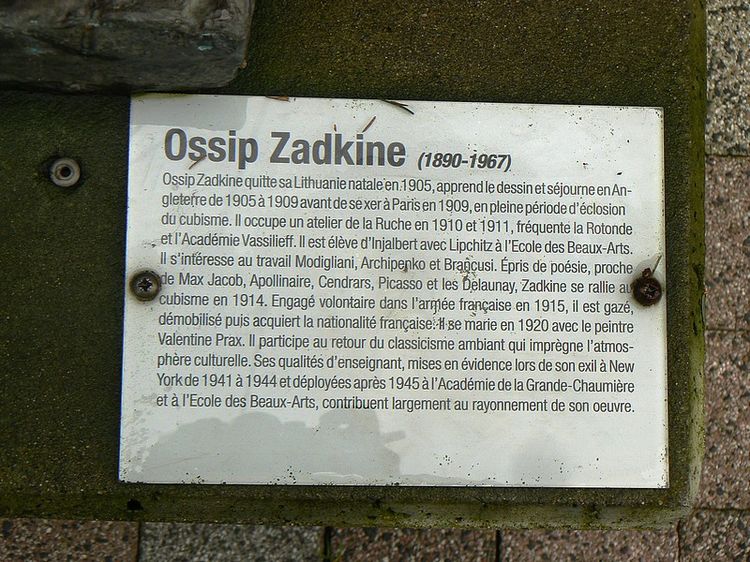 Ossip Zadkine (1890-1967)
Ossip Zadkine quitte sa Lithuanie natale en 1905, apprend le dessin et séjourne en An-
gleterre de 1905 à 1909 avant de se xer à Paris en 1909, en pleine période d'éclosion
du cubisme. Il occupe un atelier de la Ruche en 1910 et 1911, fréquente la Rotonde
et l'Académie Vassilieff. Il est élève d'Injalbert avec Lipchitz à l'Ecole des Beaux-Arts.
Il s'intéresse au travail Modigliani, Archipenko et Brancusi. Épris de poésie, proche
de Max Jacob, Apollinaire, Cendrars, Picasso et les Delaunay, Zadkine se rallie au
cubisme en 1914. Engagé volontaire dans l'armée française en 1915, il est gazé,
démobilisé puis acquiert la nationalité française. Il se marie en 1920 avec le peintre
Valentine Prax. Il participe au retour du classicisme ambiant qui imprègne l'atmos-
phère culturelle. Ses qualités d'enseignant, mises en évidence lors de son exil à New
York de 1941 à 1944 et déployées après 1945 à l'Académie de la Grande-Chaumière
et à l'Ecole des Beaux-Arts, contribuent largement au rayonnement de son oeuvre.